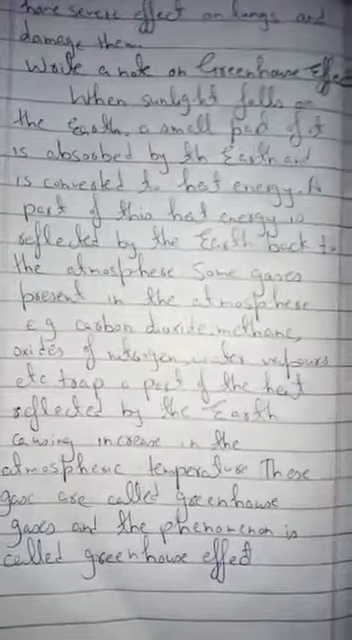 have severe effect on lungs and
damage them.
Write a note on Greenhouse Effec
When sunlight falls on
the Earth, a small part of it
is absorbed by th Earth and
is converted to heat energy. A
part of this heat energy is
reflected by the Earth back to
the atmosphere Some gases
present in the atmosphere
e g carbon dioxide, methane,
oxides of nitrogen, water vapours
etc trap a part of the heat
reflected by the Earth
causing increase in the
atmospheric temperature These
gase are called greenhouse
gases and the phenomenon is
called greenhouse effect